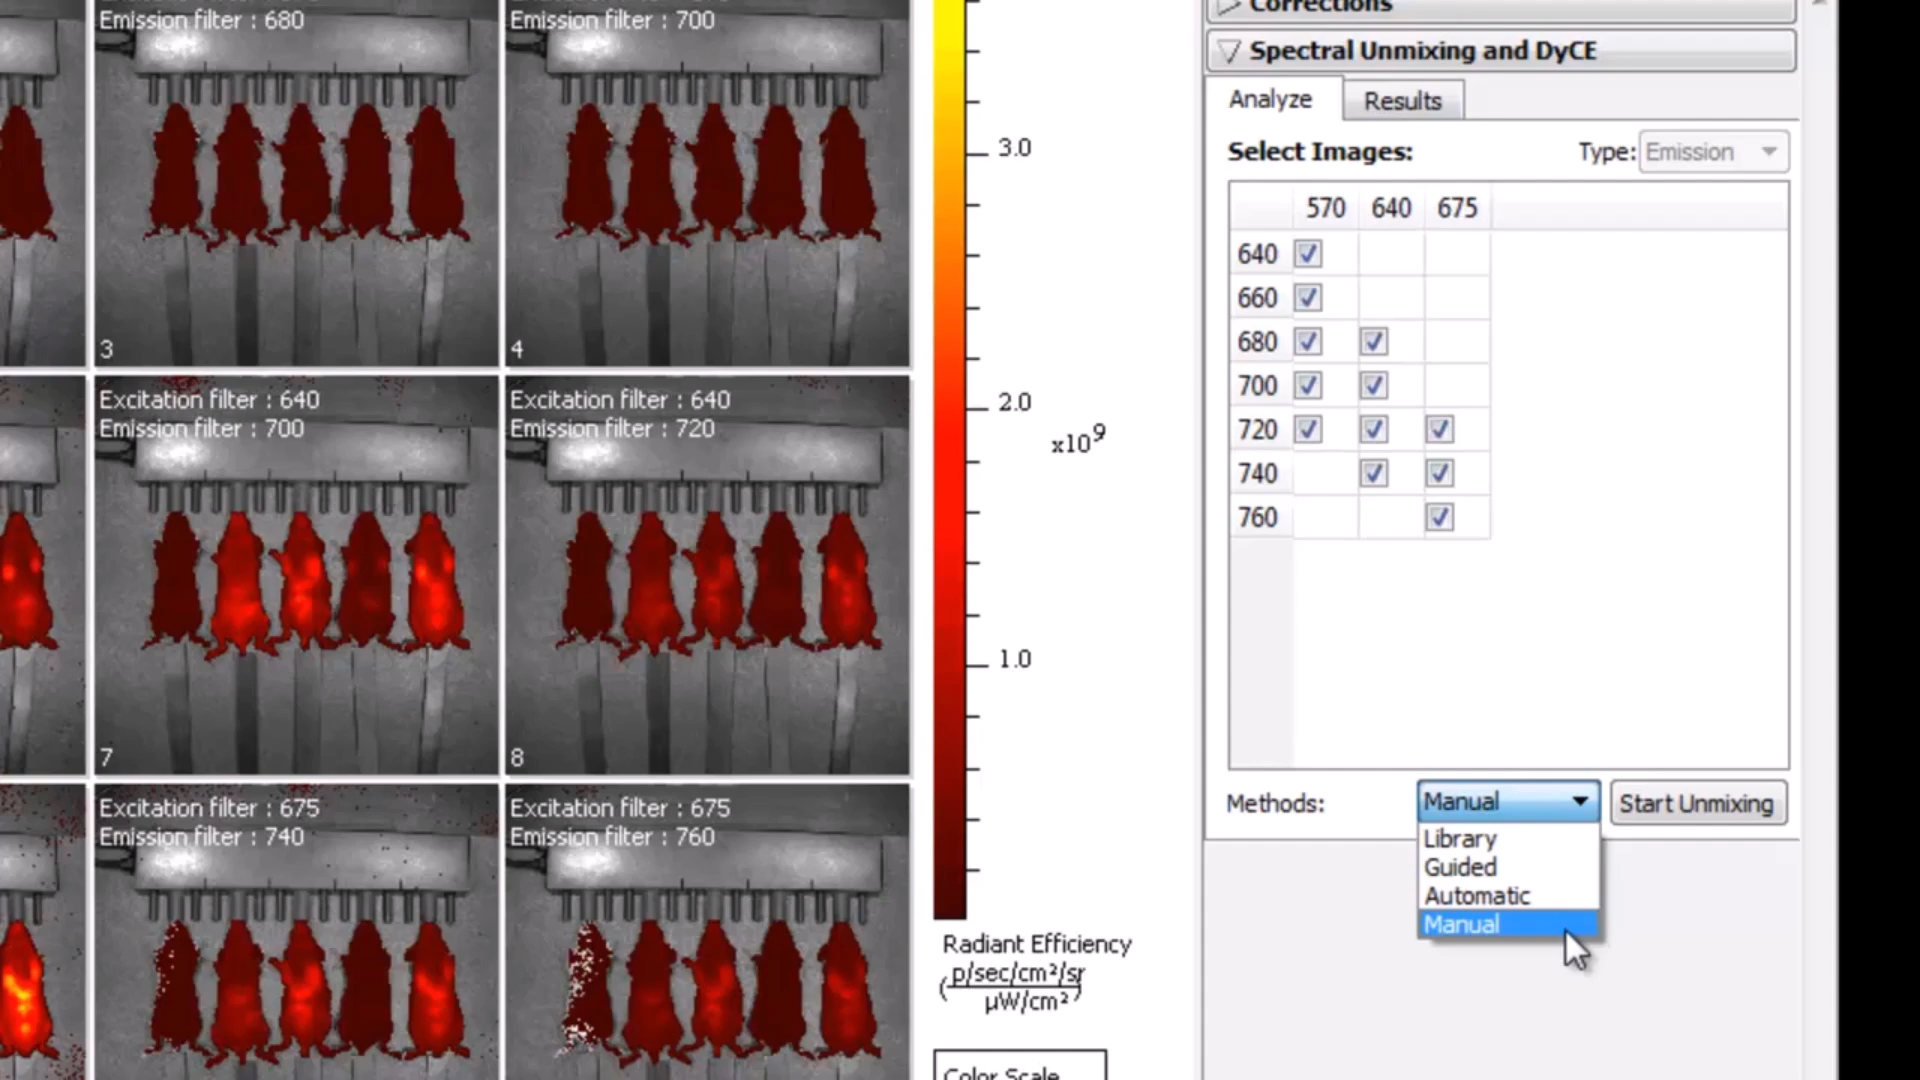 Emission filter : 680
Emission filter : 700
3
4
Excitation filter : 640
Emission filter : 700
Excitation filter : 640
Emission filter : 720
7
8
Excitation filter : 675
Emission filter : 740
Excitation filter : 675
Emission filter : 760
3.0
2.0
x10⁹
1.0
Radiant Efficiency
(p/sec/cm²/sr
µW/cm²)
Color Scale
Corrections
Spectral Unmixing and DyCE
Analyze
Results
Select Images:
Type: Emission
570 640 675
640
660
680
700
720
740
760
Methods:
Manual
Start Unmixing
Library
Guided
Automatic
Manual